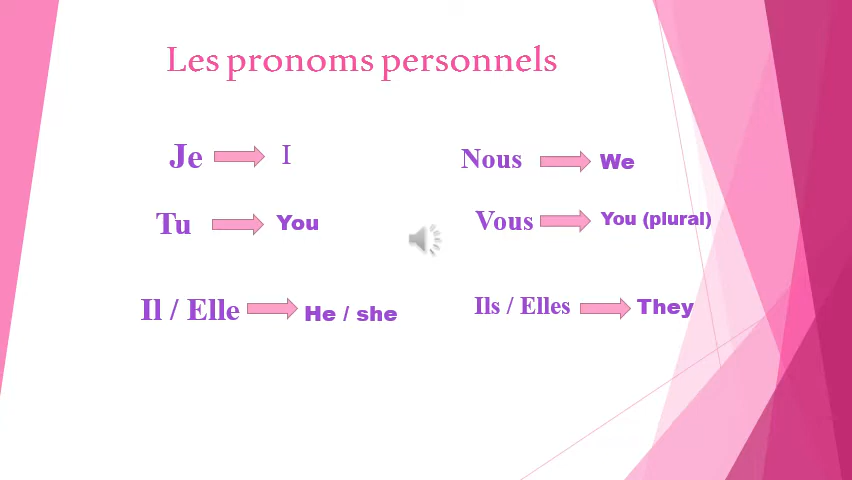 Les pronoms personnels
Je I
Tu You
Il / Elle He / she
Nous We
Vous You (plural)
Ils / Elles They